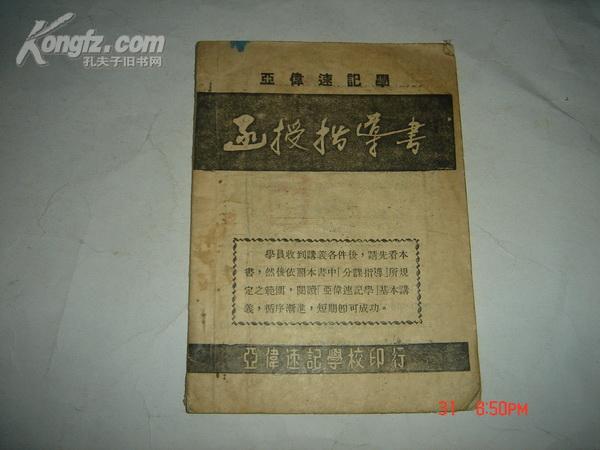 Kongfz.com
孔夫子旧书网
亞偉速記學
函授指導書
學員收到講義各件後，請先看本
書，然後依照本書中「分課指導」所規
定之範圍，閱讀「亞偉速記學」基本講
義，循序漸進，短期卽可成功。
亞偉速記學校印行
31 8:50PM